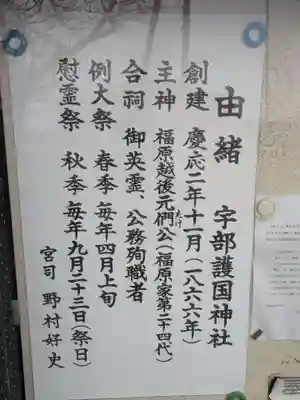 由緒 宇部護国神社
創建 慶応二年十一月(一八六六年)
主神 福原越後元僴公(福原家第二十四代)
たけ
合祠 御英霊、公務殉職者
例大祭 春季 毎年四月上旬
慰霊祭 秋季 毎年九月二十三日(祭日)
宮司 野村好史